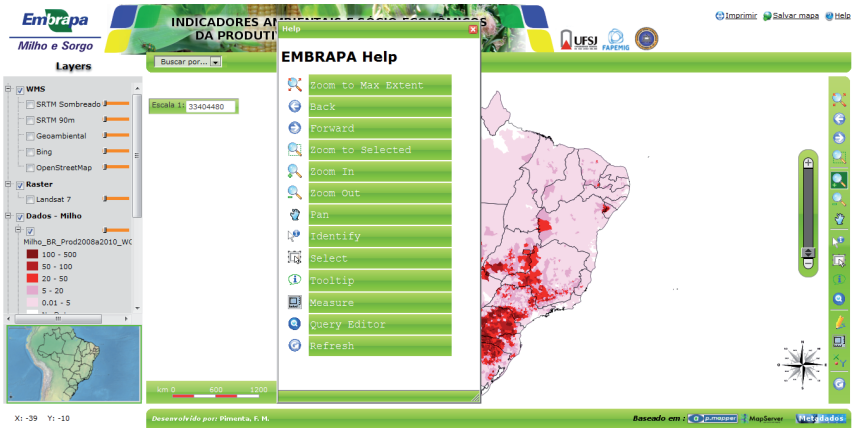 Embrapa
Milho e Sorgo
INDICADORES AM
DA PRODUTI
UFSJ
FAPEMIG
Imprimir
Salvar mapa
Help
Layers
Buscar por...
Escala 1: 33404480
WMS
SRTM Sombreado
SRTM 90m
Geoambiental
Bing
OpenStreetMap
Raster
Landsat 7
Dados - Milho
Milho_BR_Prod2008a2010_WG
100 - 500
50 - 100
20 - 50
5 - 20
0.01 - 5
Help
EMBRAPA Help
Zoom to Max Extent
Back
Forward
Zoom to Selected
Zoom In
Zoom Out
Pan
Identify
Select
Tooltip
Measure
Query Editor
Refresh
km 0 600 1200
X: -39 Y: -10
Desenvolvido por: Pimenta, F. M.
Baseado em : p.mapper MapServer Metadados